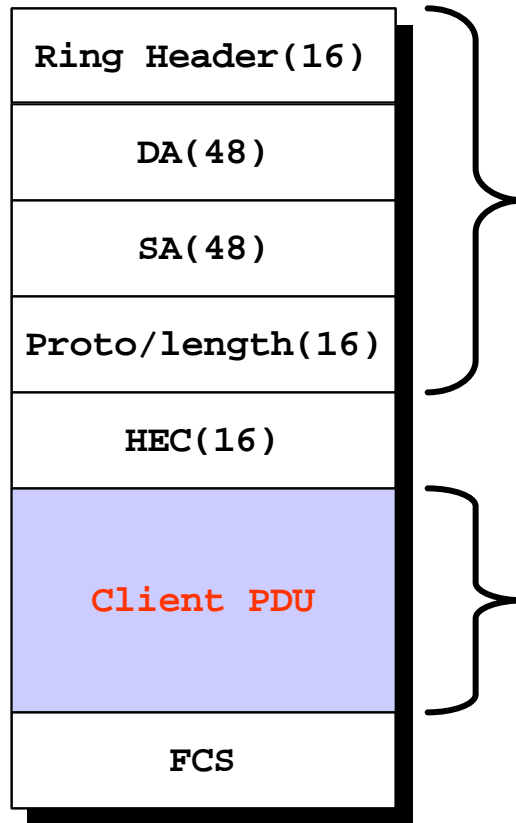 Ring Header(16)
DA(48)
SA(48)
Proto/length(16)
HEC(16)
Client PDU
FCS